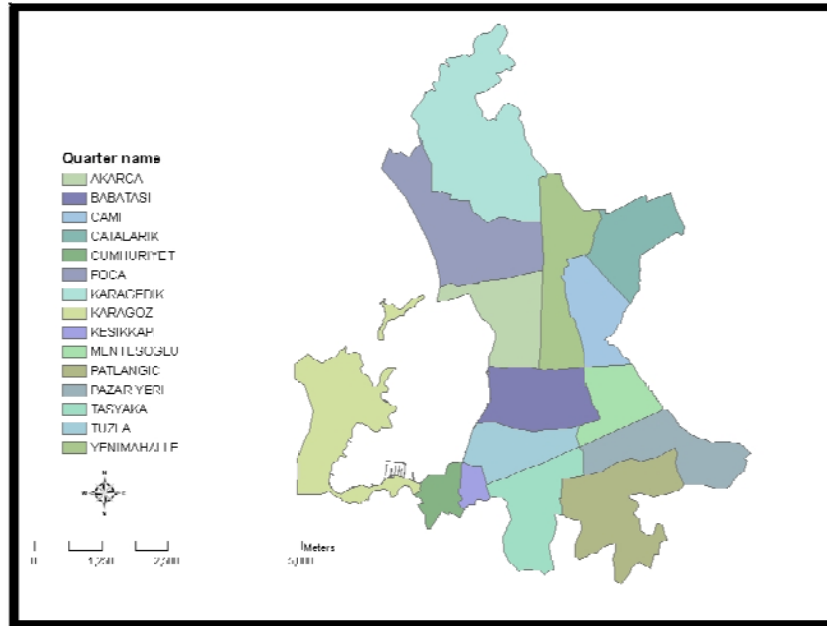 Quarter name
AKARCA
BABATASI
CAMI
CATALARIK
CUMHURIYET
FOCA
KARAGEDIK
KARAGOZ
KESIKKAP
MENTESOGLU
PATLANGIC
PAZAR YERI
TASYAKA
TUZLA
YENIMAHALLE
N
W E
S
Meters
0 1,250 2,500 5,000